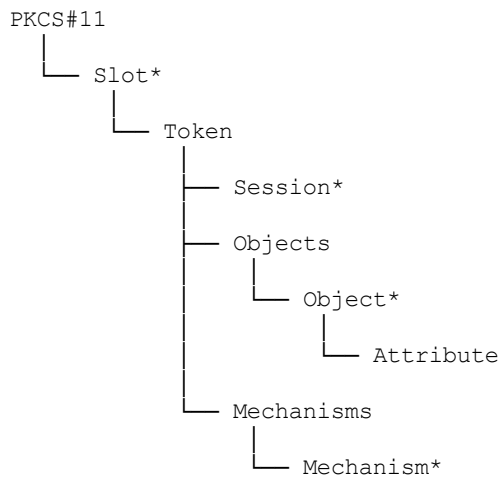 PKCS#11
Slot*
Token
Session*
Objects
Object*
Attribute
Mechanisms
Mechanism*